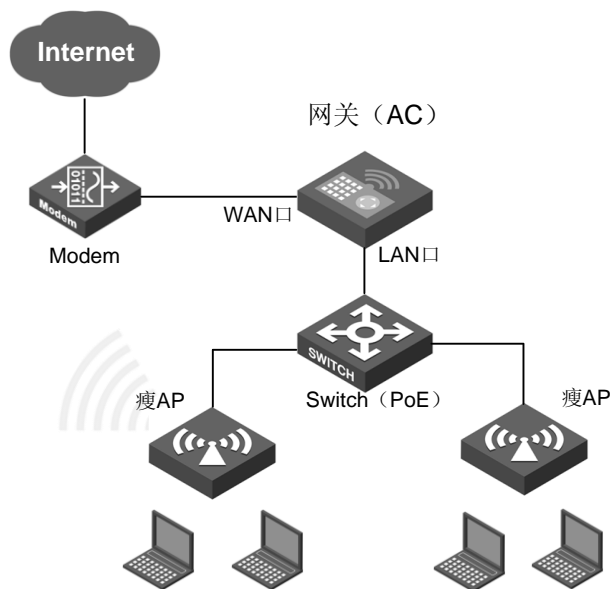 Internet
网关（AC）
01011
Modem
WAN口
Modem
LAN口
SWITCH
瘦AP
Switch（PoE）
瘦AP